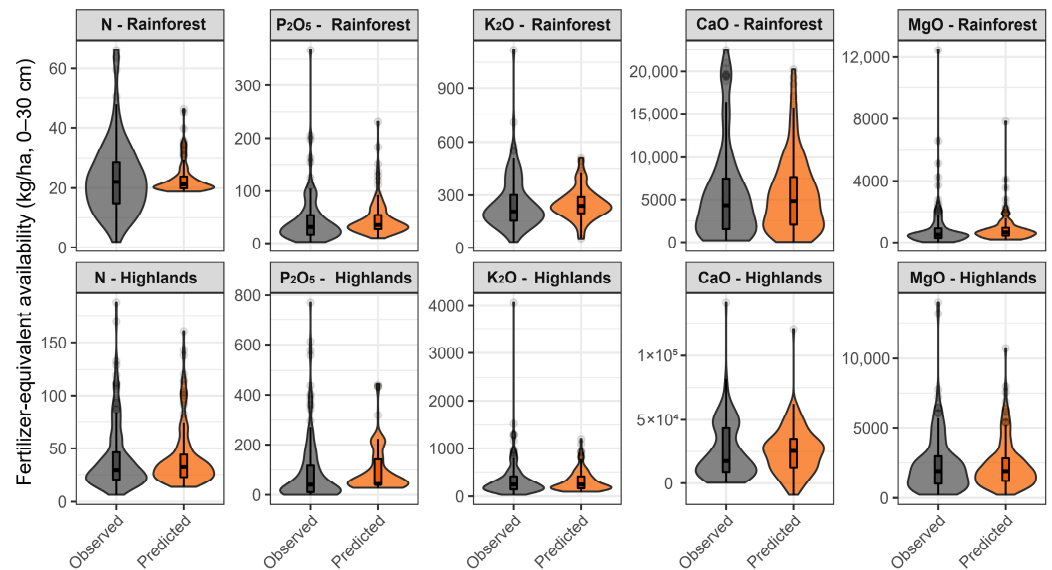 Fertilizer-equivalent availability (kg/ha, 0–30 cm)
N - Rainforest
P₂O₅ - Rainforest
K₂O - Rainforest
CaO - Rainforest
MgO - Rainforest
60
40
20
0
300
200
100
0
900
600
300
0
20,000
15,000
10,000
5000
0
12,000
8000
4000
0
N - Highlands
P₂O₅ - Highlands
K₂O - Highlands
CaO - Highlands
MgO - Highlands
150
100
50
0
800
600
400
200
0
4000
3000
2000
1000
0
1×10⁵
5×10⁴
0
10,000
5000
0
Observed
Predicted
Observed
Predicted
Observed
Predicted
Observed
Predicted
Observed
Predicted